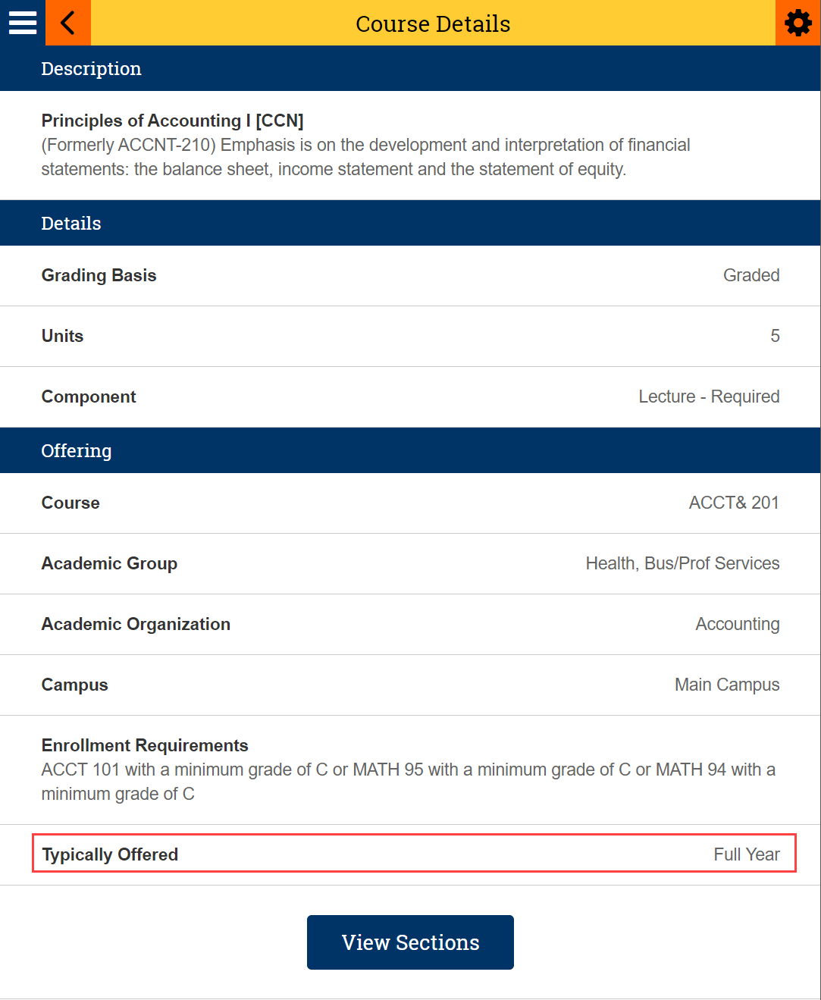 Course Details
Description
Principles of Accounting I [CCN]
(Formerly ACCNT-210) Emphasis is on the development and interpretation of financial
statements: the balance sheet, income statement and the statement of equity.
Details
Grading Basis Graded
Units 5
Component Lecture - Required
Offering
Course ACCT& 201
Academic Group Health, Bus/Prof Services
Academic Organization Accounting
Campus Main Campus
Enrollment Requirements
ACCT 101 with a minimum grade of C or MATH 95 with a minimum grade of C or MATH 94 with a
minimum grade of C
Typically Offered Full Year
View Sections